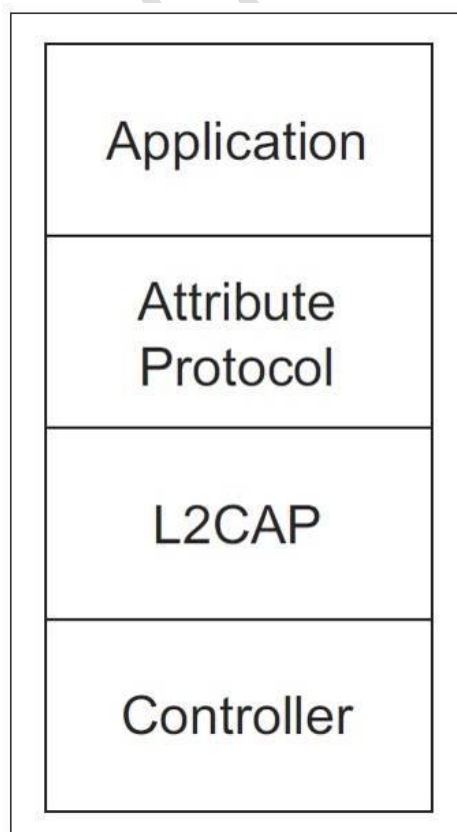 Application
Attribute
Protocol
L2CAP
Controller